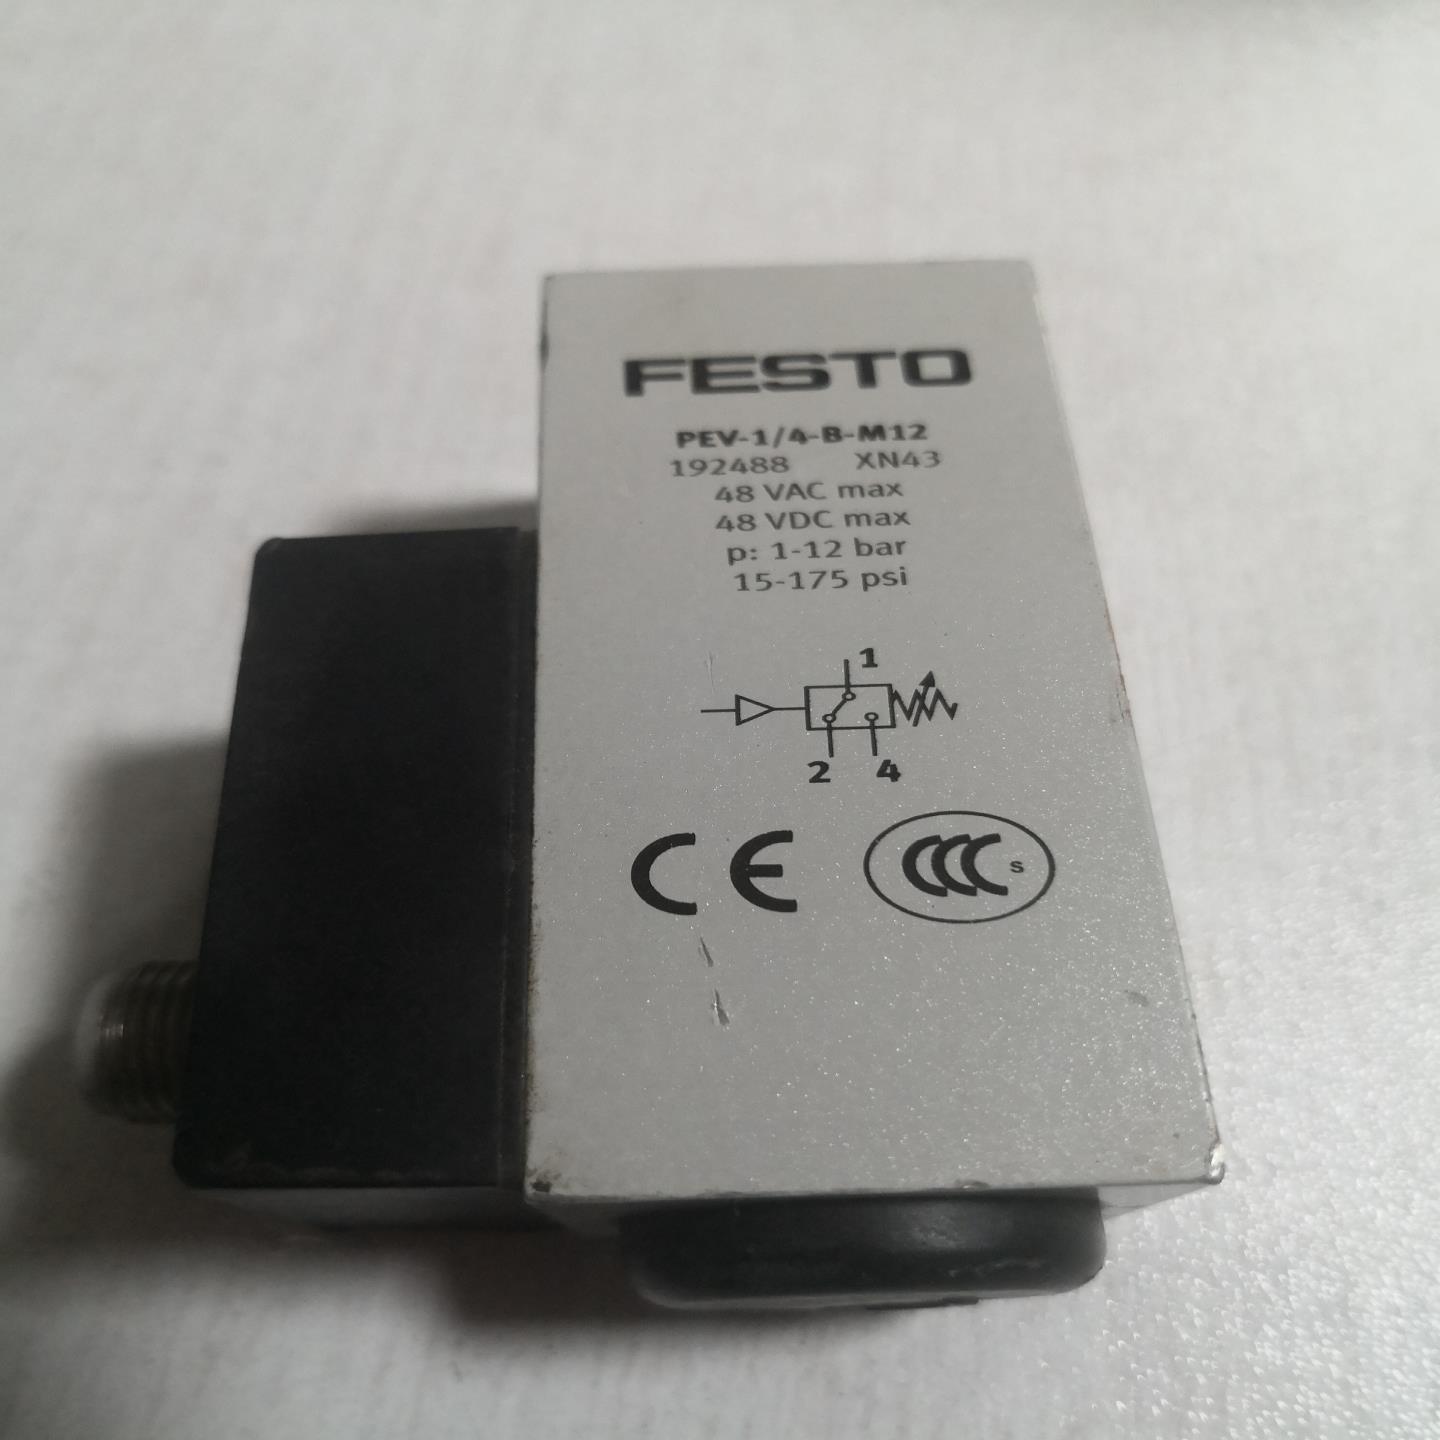 FESTO
PEV-1/4-B-M12
192488 XN43
48 VAC max
48 VDC max
p: 1-12 bar
15-175 psi
1
2 4
CE CCC S